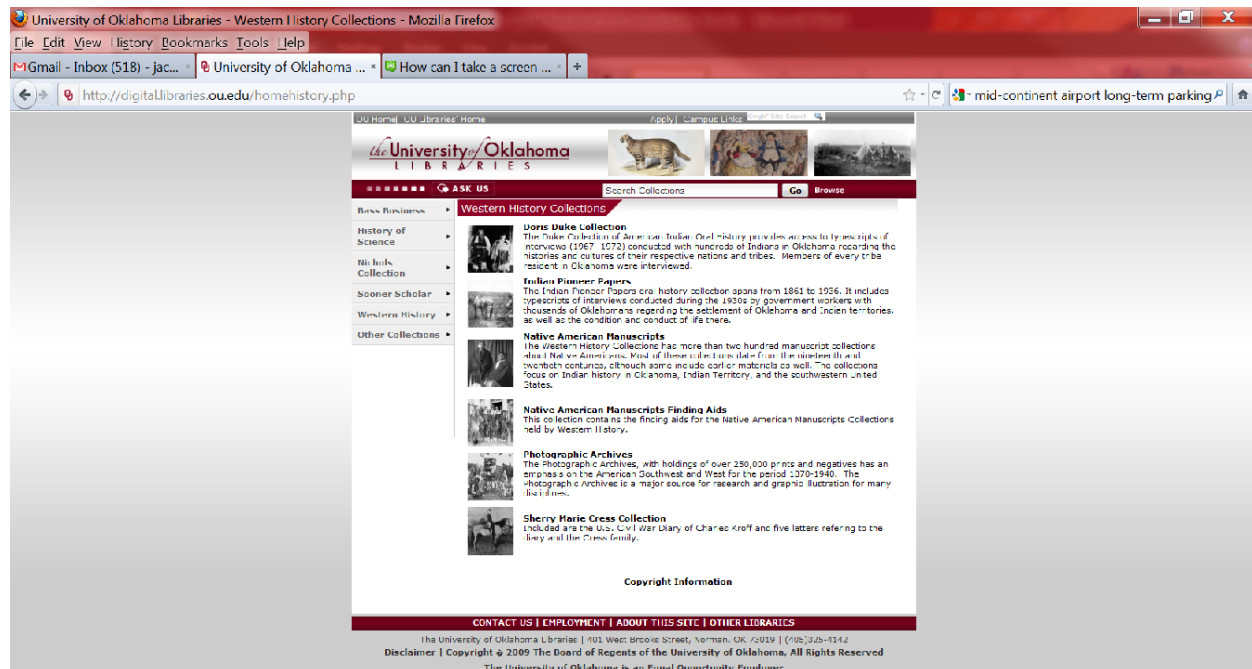 University of Oklahoma Libraries - Western History Collections - Mozilla Firefox
File Edit View History Bookmarks Tools Help
Gmail - Inbox (518) - jac... × University of Oklahoma ... × How can I take a screen ... × +
http://digital.libraries.ou.edu/homehistory.php mid-continent airport long-term parking
OU Home| OU Libraries' Home Apply| Campus Links Google Site Search
the University of Oklahoma
LIBRARIES
ASK US Search Collections Go Browse
Bass Business
History of
Science
Nichols
Collection
Sooner Scholar
Western History
Other Collections
Western History Collections
Doris Duke Collection
The Duke Collection of American Indian Oral History provides access to typescripts of
interviews (1967 -1972) conducted with hundreds of Indians in Oklahoma regarding the
histories and cultures of their respective nations and tribes. Members of every tribe
resident in Oklahoma were interviewed.
Indian Pioneer Papers
The Indian Pioneer Papers oral history collection spans from 1861 to 1936. It includes
typescripts of interviews conducted during the 1930s by government workers with
thousands of Oklahomans regarding the settlement of Oklahoma and Indian territories,
as well as the condition and conduct of life there.
Native American Manuscripts
The Western History Collections has more than two hundred manuscript collections
about Native Americans. Most of these collections date from the nineteenth and
twentieth centuries, although some include earlier materials as well. The collections
focus on Indian history in Oklahoma, Indian Territory, and the southwestern United
States.
Native American Manuscripts Finding Aids
This collection contains the finding aids for the Native American Manuscripts Collections
held by Western History.
Photographic Archives
The Photographic Archives, with holdings of over 250,000 prints and negatives has an
emphasis on the American Southwest and West for the period 1870-1940. The
Photographic Archives is a major source for research and graphic illustration for many
disciplines.
Sherry Marie Cress Collection
Included are the U.S. Civil War Diary of Charles Kroff and five letters refering to the
diary and the Cress family.
Copyright Information
CONTACT US | EMPLOYMENT | ABOUT THIS SITE | OTHER LIBRARIES
The University of Oklahoma Libraries | 401 West Brooks Street, Norman, OK 73019 | (405)325-4142
Disclaimer | Copyright � 2009 The Board of Regents of the University of Oklahoma, All Rights Reserved
The University of Oklahoma is an Equal Opportunity Employer